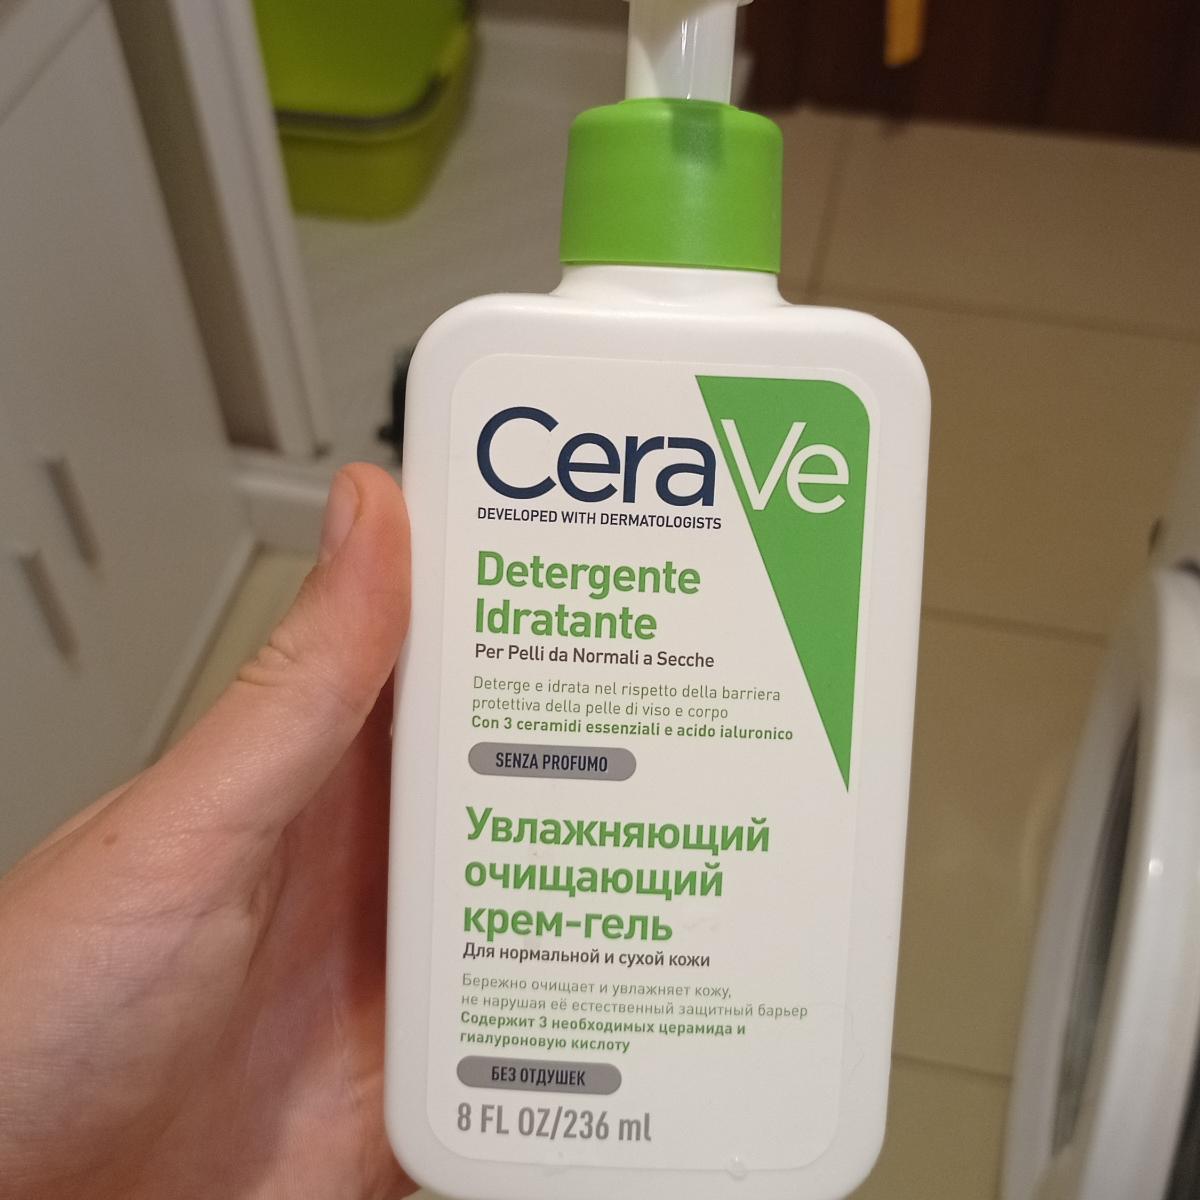 CeraVe
DEVELOPED WITH DERMATOLOGISTS
Detergente
Idratante
Per Pelli da Normali a Secche
Deterge e idrata nel rispetto della barriera
protettiva della pelle di viso e corpo
Con 3 ceramidi essenziali e acido ialuronico
SENZA PROFUMO
Увлажняющий
очищающий
крем-гель
Для нормальной и сухой кожи
Бережно очищает и увлажняет кожу,
не нарушая её естественный защитный барьер
Содержит 3 необходимых церамида и
гиалуроновую кислоту
БЕЗ ОТДУШЕК
8 FL OZ/236 ml